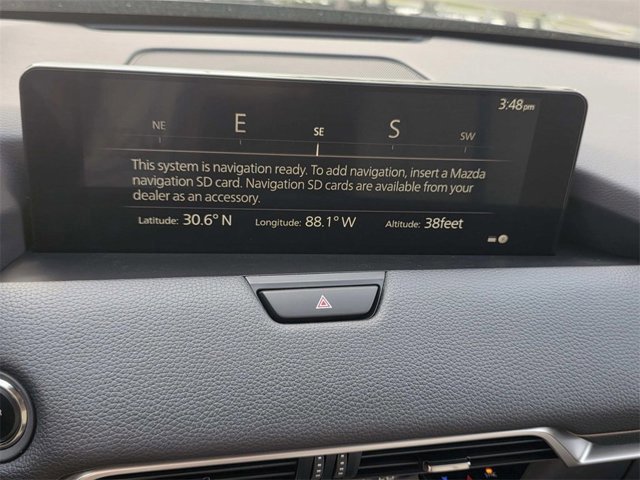 3:48pm
NE E SE S SW
This system is navigation ready. To add navigation, insert a Mazda
navigation SD card. Navigation SD cards are available from your
dealer as an accessory.
Latitude: 30.6° N Longitude: 88.1° W Altitude: 38feet